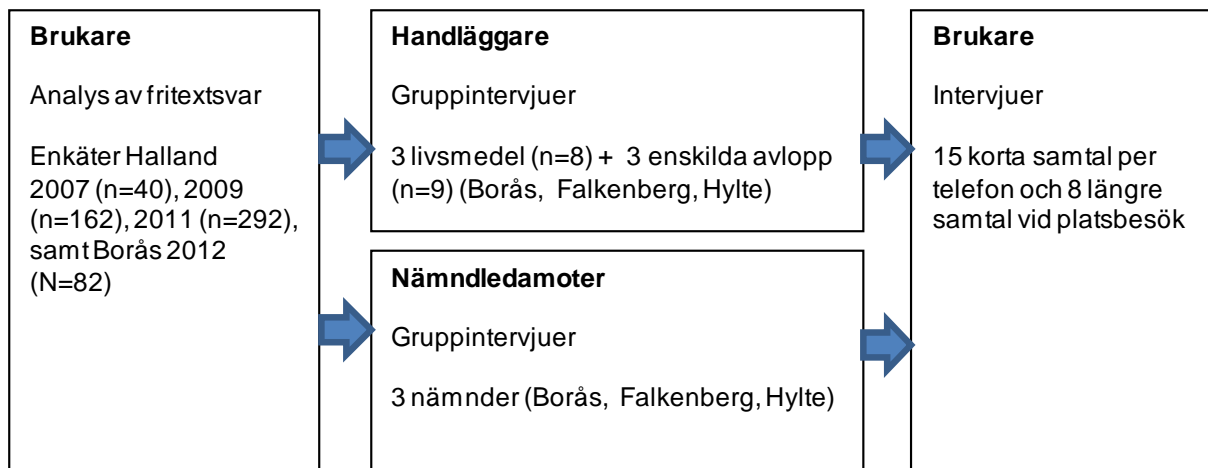 Brukare
Analys av fritextsvar
Enkäter Halland
2007 (n=40), 2009
(n=162), 2011 (n=292),
samt Borås 2012
(N=82)
Handläggare
Gruppintervjuer
3 livsmedel (n=8) + 3 enskilda avlopp
(n=9) (Borås, Falkenberg, Hylte)
Nämndledamoter
Gruppintervjuer
3 nämnder (Borås, Falkenberg, Hylte)
Brukare
Intervjuer
15 korta samtal per
telefon och 8 längre
samtal vid platsbesök